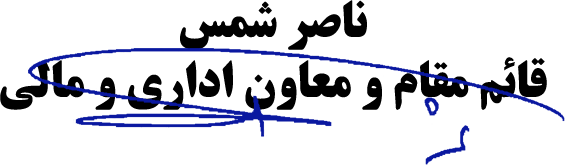 ناصر شمس
قائم مقام و معاون اداری و مالی